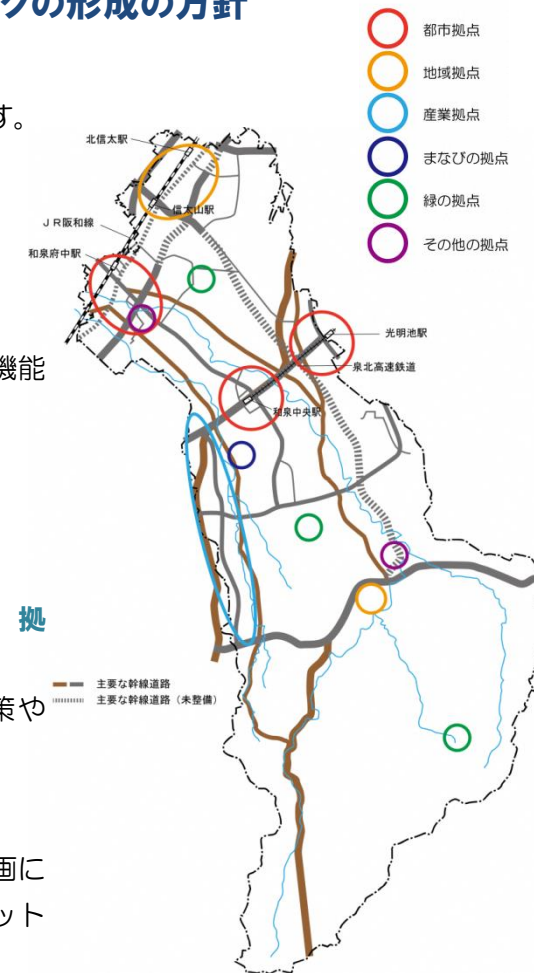 クの形成の方針
都市拠点
地域拠点
産業拠点
まなびの拠点
緑の拠点
その他の拠点
す。
北信太駅
信太山駅
JR阪和線
和泉府中駅
光明池駅
泉北高速鉄道
和泉中央駅
機能
拠
主要な幹線道路
主要な幹線道路(未整備)
策や
画に
ット